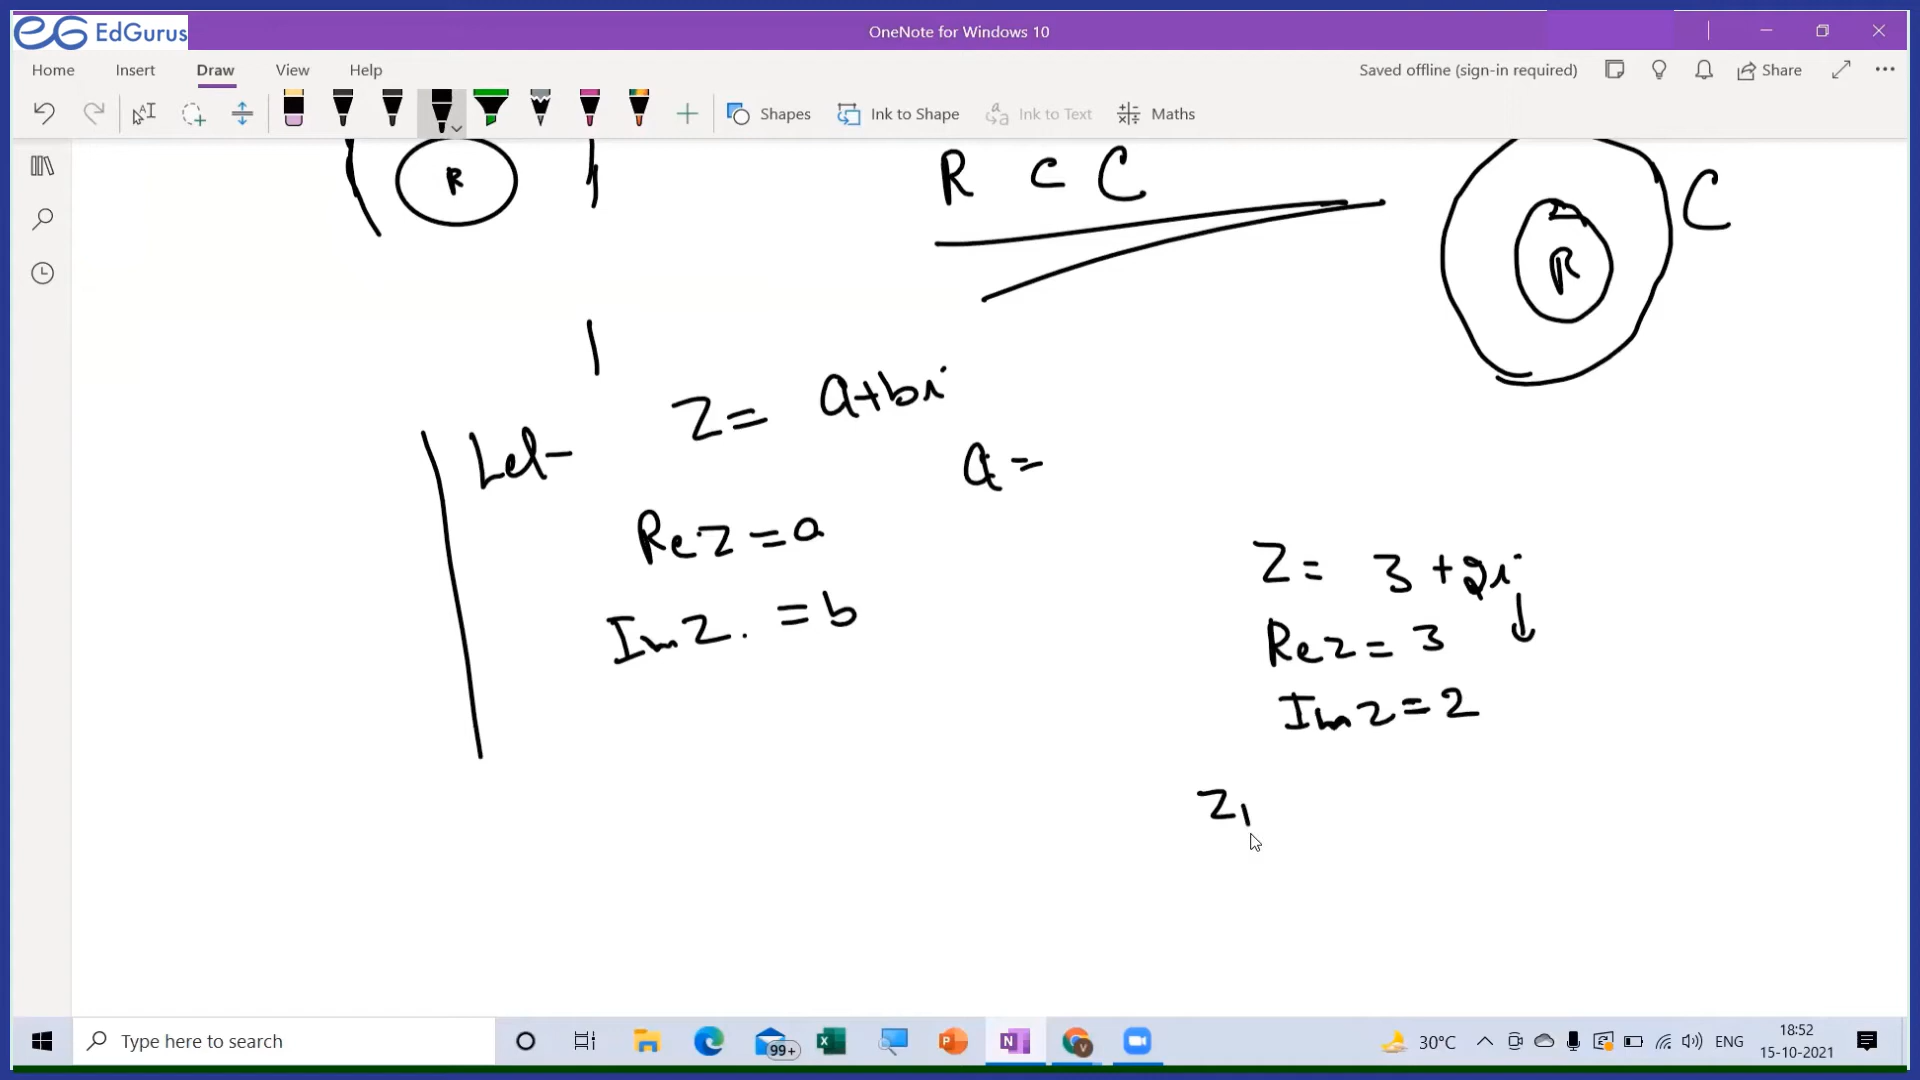 EdGurus
OneNote for Windows 10
Home Insert Draw View Help
Saved offline (sign-in required) Share
Shapes Ink to Shape Ink to Text Maths
R
R ⊂ C
R
C
Let Z = a+bi
a =
Re z = a
Im z. = b
Z = 3 + 2i
Re z = 3
Im z = 2
Z1
Type here to search
99+
30°C
ENG
18:52
15-10-2021